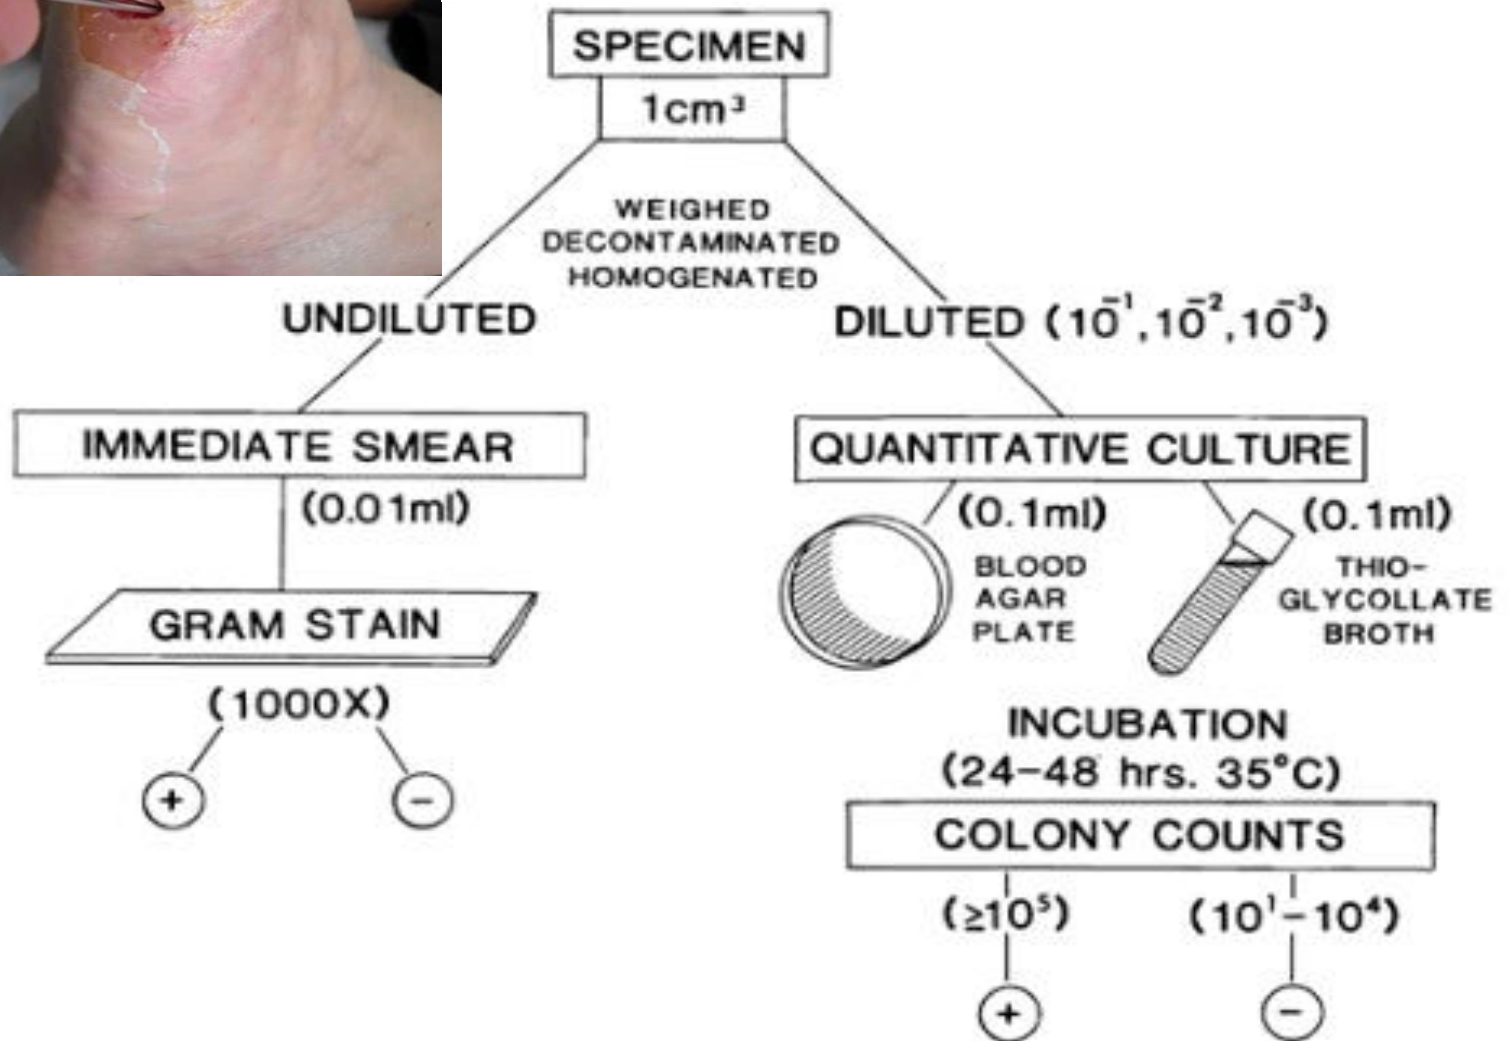 SPECIMEN
1cm³
WEIGHED
DECONTAMINATED
HOMOGENATED
UNDILUTED
DILUTED (10⁻¹, 10⁻², 10⁻³)
IMMEDIATE SMEAR
(0.01ml)
GRAM STAIN
(1000X)
+
−
QUANTITATIVE CULTURE
(0.1ml)
BLOOD
AGAR
PLATE
(0.1ml)
THIO-
GLYCOLLATE
BROTH
INCUBATION
(24–48 hrs. 35°C)
COLONY COUNTS
(≥10⁵)
(10¹–10⁴)
+
−